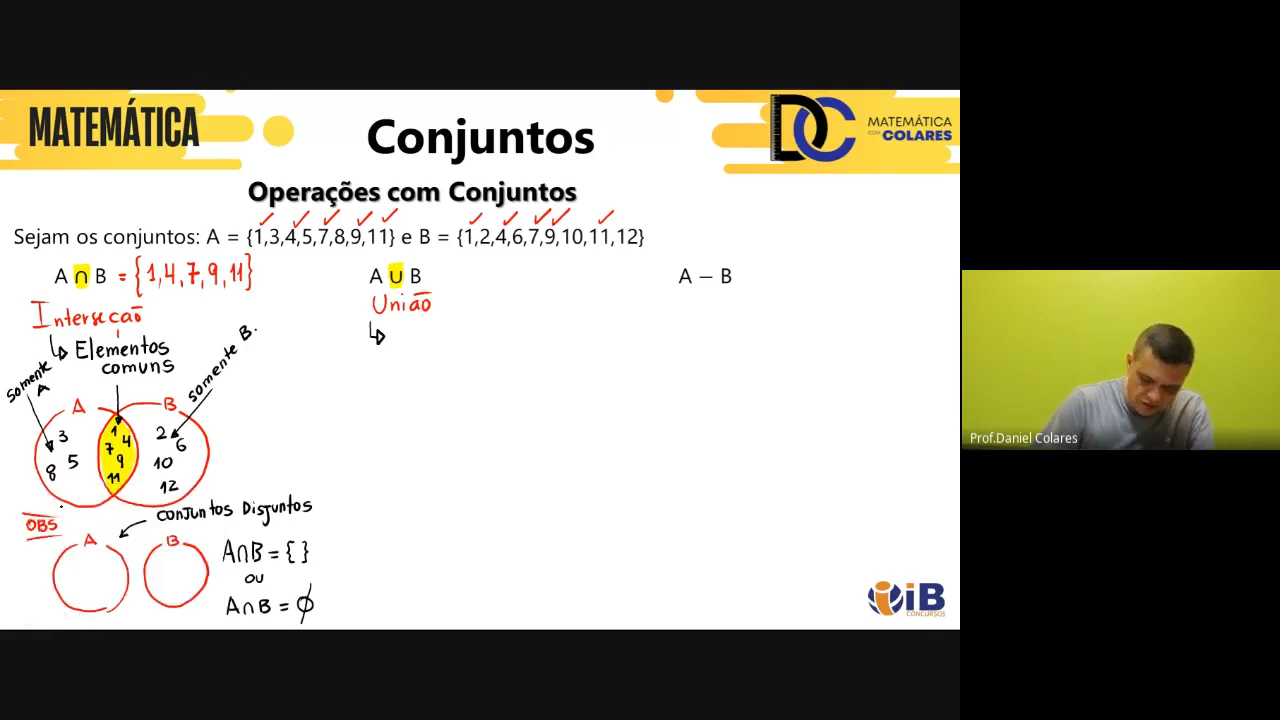 MATEMÁTICA
Conjuntos
DC MATEMÁTICA
COM COLARES
Operações com Conjuntos
Sejam os conjuntos: A = {1,3,4,5,7,8,9,11} e B = {1,2,4,6,7,9,10,11,12}
A ∩ B = {1,4,7,9,11}
A ∪ B
A − B
Interseção
União
Elementos
comuns
somente
A
somente B.
A
B
3
5
8
1
4
7
9
11
2
6
10
12
OBS
conjuntos Disjuntos
A
B
A∩B = { }
ou
A∩B = ∅
iB
CONCURSOS
Prof.Daniel Colares